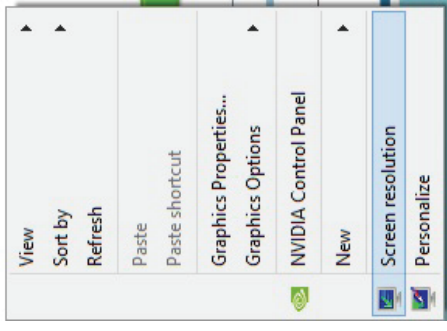 View
Sort by
Refresh
Paste
Paste shortcut
Graphics Properties...
Graphics Options
NVIDIA Control Panel
New
Screen resolution
Personalize